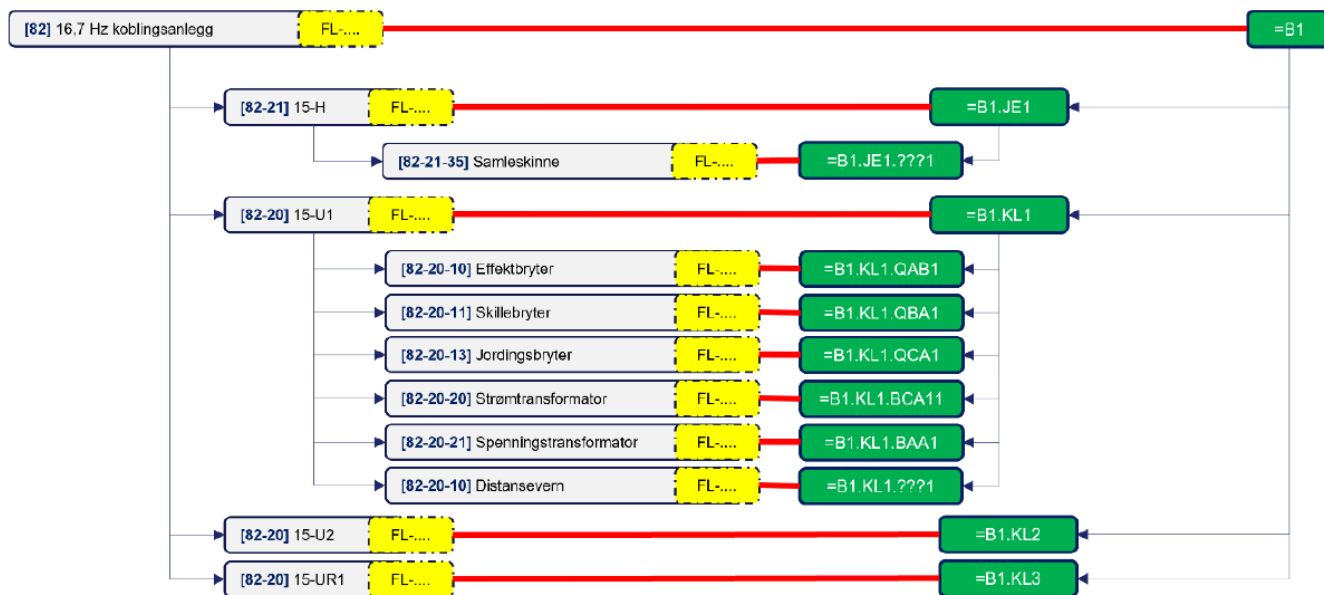 [82] 16,7 Hz koblingsanlegg FL-.... =B1
[82-21] 15-H FL-.... =B1.JE1
[82-21-35] Samleskinne FL-.... =B1.JE1.???1
[82-20] 15-U1 FL-.... =B1.KL1
[82-20-10] Effektbryter FL-.... =B1.KL1.QAB1
[82-20-11] Skillebryter FL-.... =B1.KL1.QBA1
[82-20-13] Jordingsbryter FL-.... =B1.KL1.QCA1
[82-20-20] Strømtransformator FL-.... =B1.KL1.BCA11
[82-20-21] Spenningstransformator FL-.... =B1.KL1.BAA1
[82-20-10] Distansevern FL-.... =B1.KL1.???1
[82-20] 15-U2 FL-.... =B1.KL2
[82-20] 15-UR1 FL-.... =B1.KL3